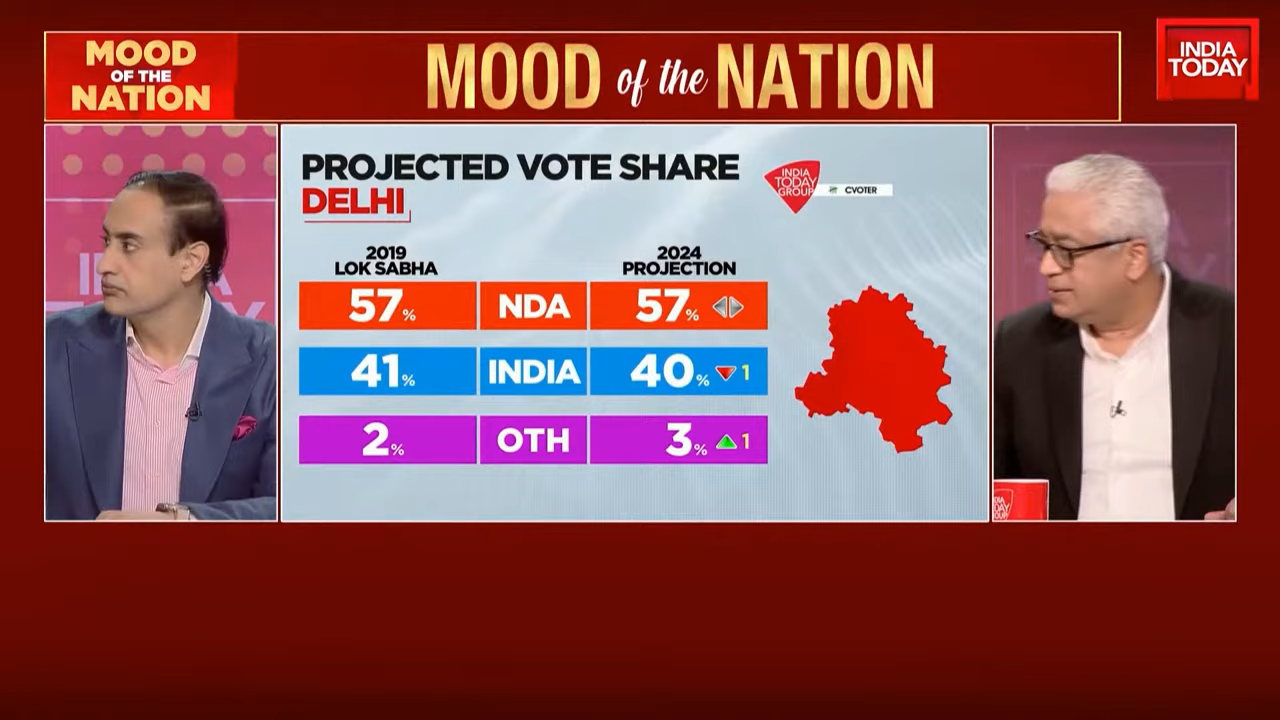 MOOD
OF THE
NATION
MOOD of the NATION
INDIA
TODAY
PROJECTED VOTE SHARE
DELHI
INDIA
TODAY
GROUP
CVOTER
2019
LOK SABHA
2024
PROJECTION
57% NDA 57%
41% INDIA 40% 1
2% OTH 3% 1